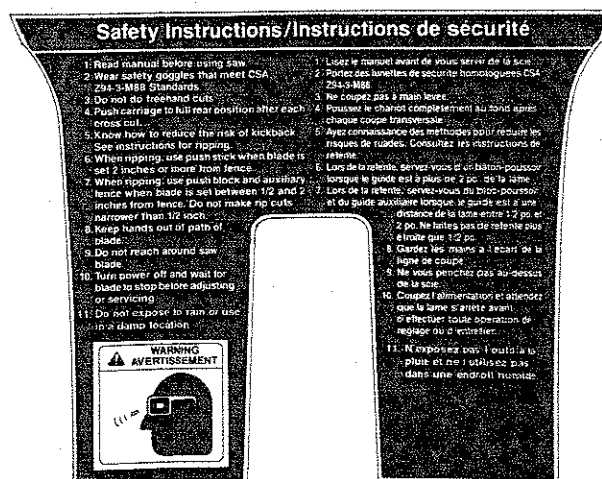 Safety Instructions/Instructions de sécurité
1. Read manual before using saw.
2. Wear safety goggles that meet CSA
Z94-3-M88 Standards
3. Do not do freehand cuts
4. Push carriage to full rear position after each
cross cut.
5. Know how to reduce the risk of kickback.
See instructions for ripping.
6. When ripping, use push stick when blade is
set 2 inches or more from fence.
7. When ripping, use push block and auxiliary
fence when blade is set between 1/2 and 2
inches from fence. Do not make rip cuts
narrower than 1/2 inch.
8. Keep hands out of path of
blade.
9. Do not reach around saw
blade.
10. Turn power off and wait for
blade to stop before adjusting
or servicing
11. Do not expose to rain or use
in a damp location
WARNING
AVERTISSEMENT
1. Lisez le manuel avant de vous servir de la scie.
2. Portez des lunettes de sécurité homologuées CSA
Z94-3-M88.
3. Ne coupez pas à main levée.
4. Poussez le chariot complètement au fond après
chaque coupe transversale.
5. Ayez connaissance des méthodes pour réduire les
risques de ruades. Consultez les instructions de
refente.
6. Lors de la refente, servez-vous d'un bâton-poussoir
lorsque le guide est à plus de 2 po. de la lame
7. Lors de la refente, servez-vous du bloc-poussoir
et du guide auxiliaire lorsque le guide est à une
distance de la lame entre 1/2 po. et
2 po. Ne faites pas de refente plus
étroite que 1/2 po.
8. Gardez les mains à l'écart de la
ligne de coupe
9. Ne vous penchez pas au-dessus
de la scie.
10. Coupez l'alimentation et attendez
que la lame s'arrête avant
d'effectuer toute opération de
réglage ou d'entretien.
11. N'exposez pas l'outil à la
pluie et ne l'utilisez pas
dans une endroit humide